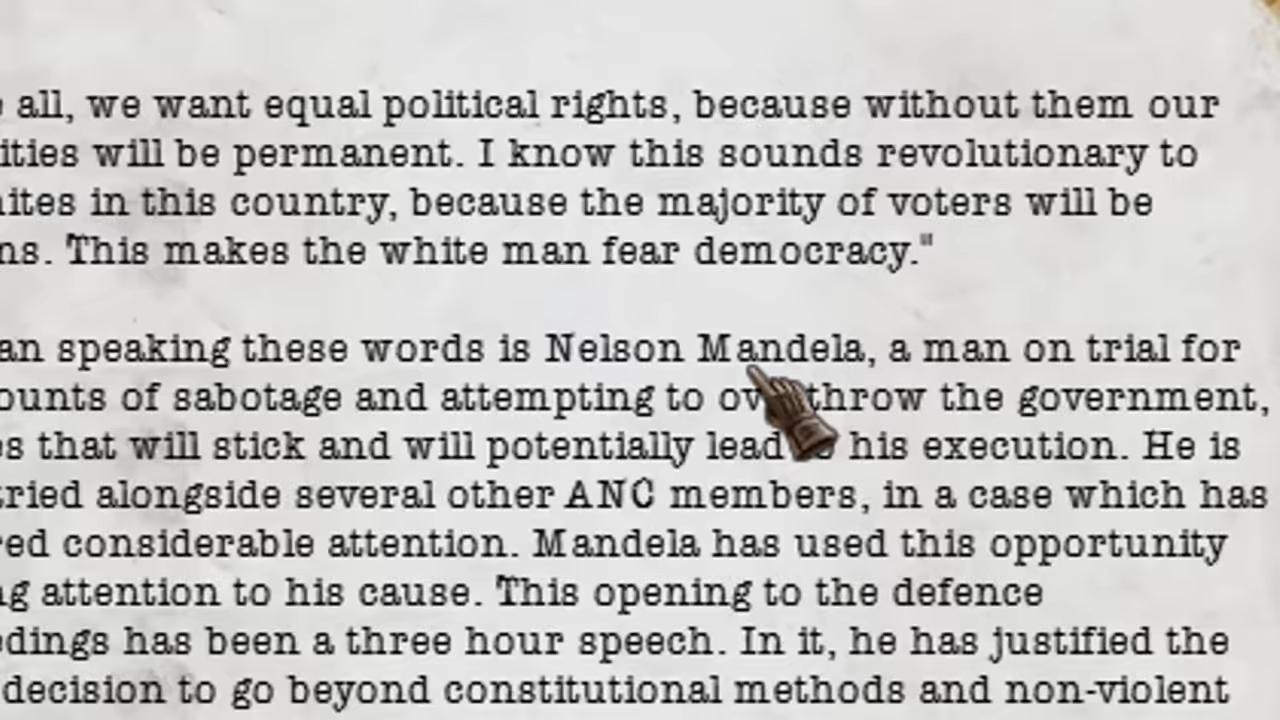 all, we want equal political rights, because without them our
ities will be permanent. I know this sounds revolutionary to
ites in this country, because the majority of voters will be
ns. This makes the white man fear democracy."
an speaking these words is Nelson Mandela, a man on trial for
ounts of sabotage and attempting to ov throw the government,
s that will stick and will potentially lead his execution. He is
tried alongside several other ANC members, in a case which has
red considerable attention. Mandela has used this opportunity
ng attention to his cause. This opening to the defence
edings has been a three hour speech. In it, he has justified the
decision to go beyond constitutional methods and non-violent